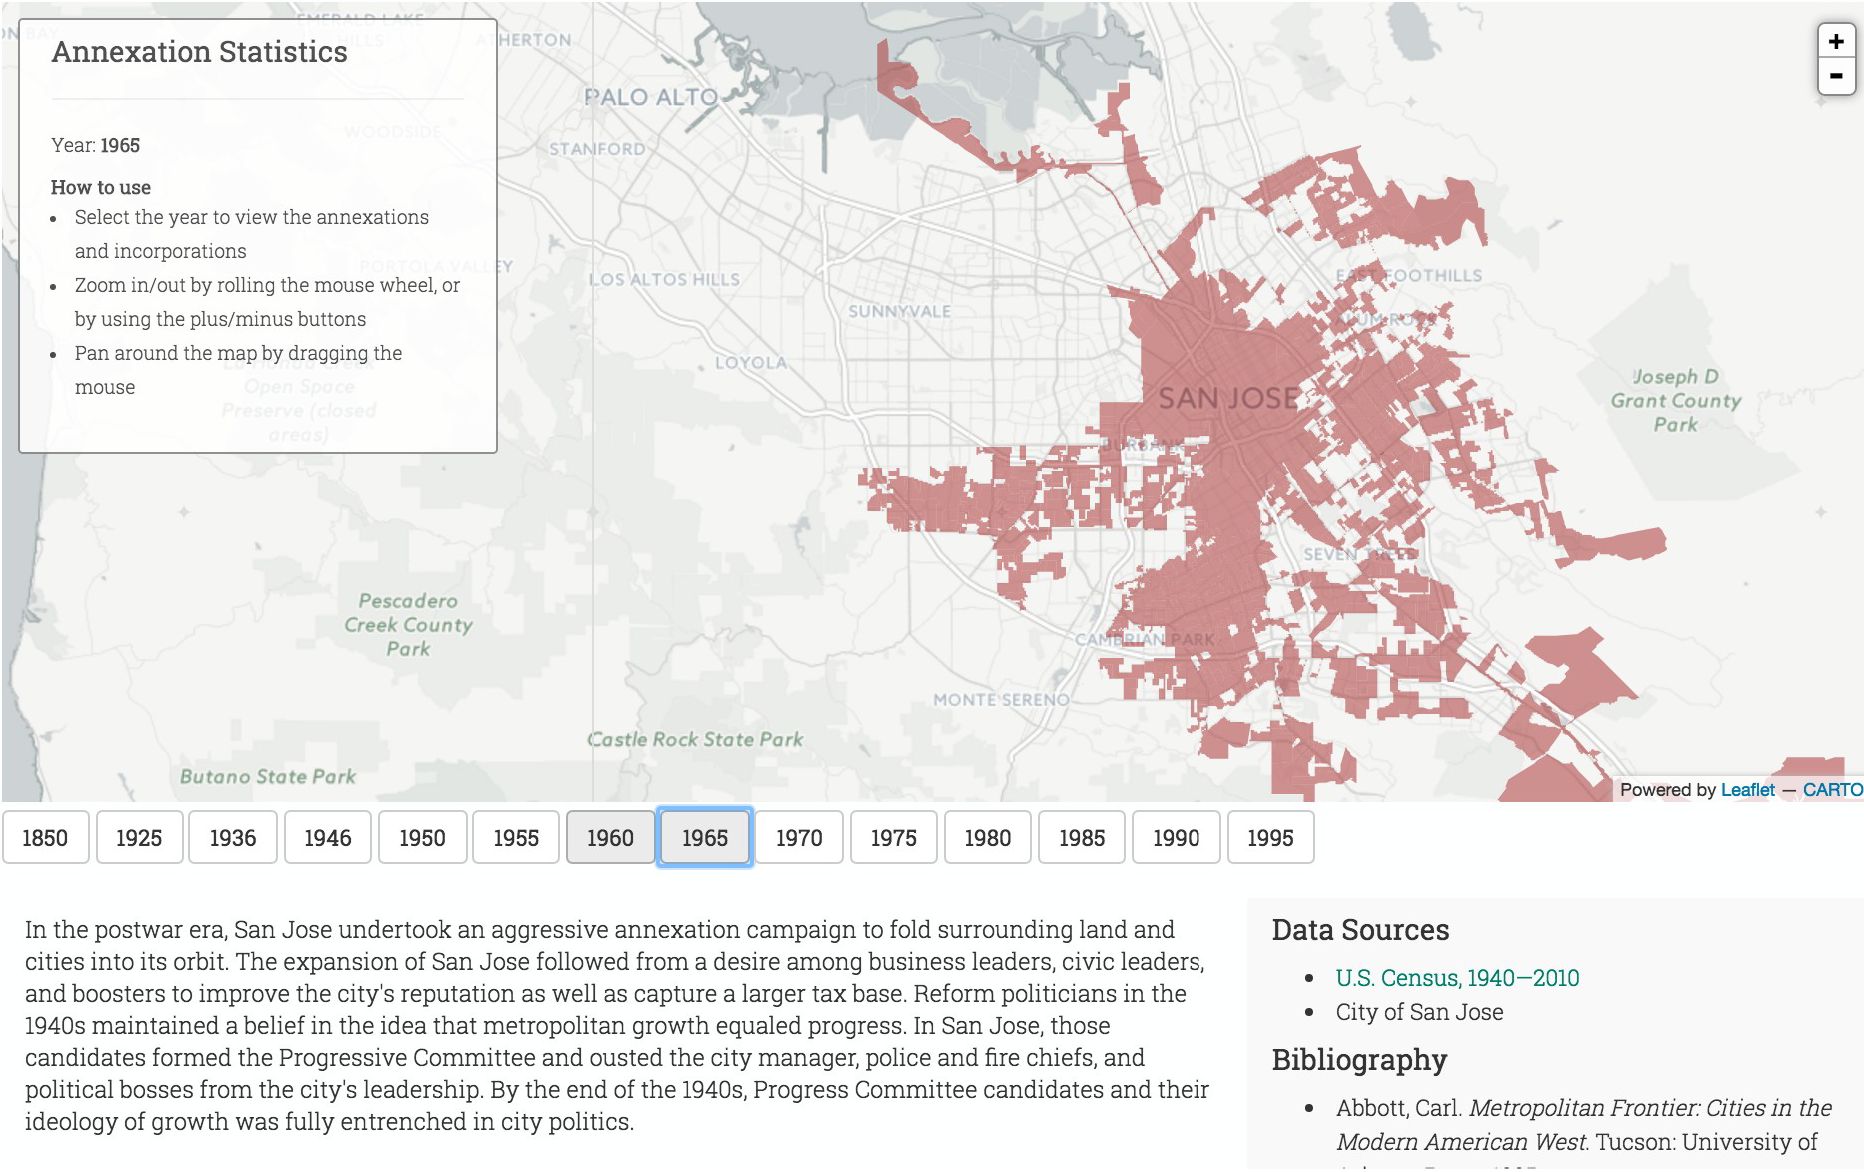 Annexation Statistics
Year: 1965
How to use
Select the year to view the annexations
and incorporations
Zoom in/out by rolling the mouse wheel, or
by using the plus/minus buttons
Pan around the map by dragging the
mouse
EMERALD LAKE
HILLS
ATHERTON
PALO ALTO
WOODSIDE
STANFORD
PORTOLA VALLEY
LOS ALTOS HILLS
SUNNYVALE
LOYOLA
Open Space
Preserve (closed
areas)
EAST FOOTHILLS
ALUM ROCK
SAN JOSE
BURBANK
Joseph D
Grant County
Park
SEVEN TREES
Pescadero
Creek County
Park
CAMBRIAN PARK
MONTE SERENO
Castle Rock State Park
Butano State Park
+
-
Powered by Leaflet — CARTO
1850 1925 1936 1946 1950 1955 1960 1965 1970 1975 1980 1985 1990 1995
In the postwar era, San Jose undertook an aggressive annexation campaign to fold surrounding land and
cities into its orbit. The expansion of San Jose followed from a desire among business leaders, civic leaders,
and boosters to improve the city's reputation as well as capture a larger tax base. Reform politicians in the
1940s maintained a belief in the idea that metropolitan growth equaled progress. In San Jose, those
candidates formed the Progressive Committee and ousted the city manager, police and fire chiefs, and
political bosses from the city's leadership. By the end of the 1940s, Progress Committee candidates and their
ideology of growth was fully entrenched in city politics.
Data Sources
U.S. Census, 1940—2010
City of San Jose
Bibliography
Abbott, Carl. Metropolitan Frontier: Cities in the
Modern American West. Tucson: University of